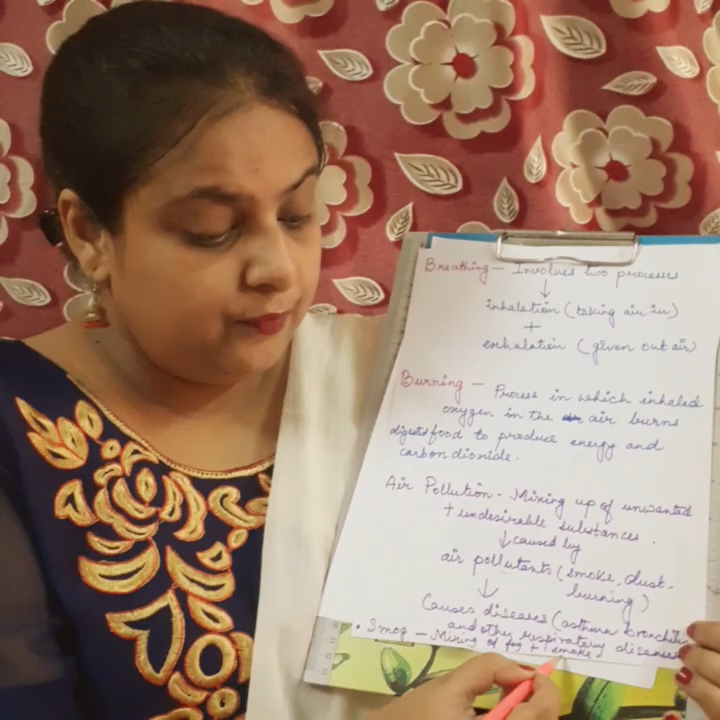 Breathing - Involves two processes
↓
inhalation (taking air in)
+
exhalation (given out air)
Burning - Process in which inhaled
oxygen in the air burns
digested food to produce energy and
carbon dioxide.
Air Pollution - Mixing up of unwanted
+ undesirable substances.
↓ caused by
air pollutants (smoke, dust,
burning)
↓
Causes diseases (asthma bronchitis
and other respiratory diseases
• Smog - Mixing of fog + smoke